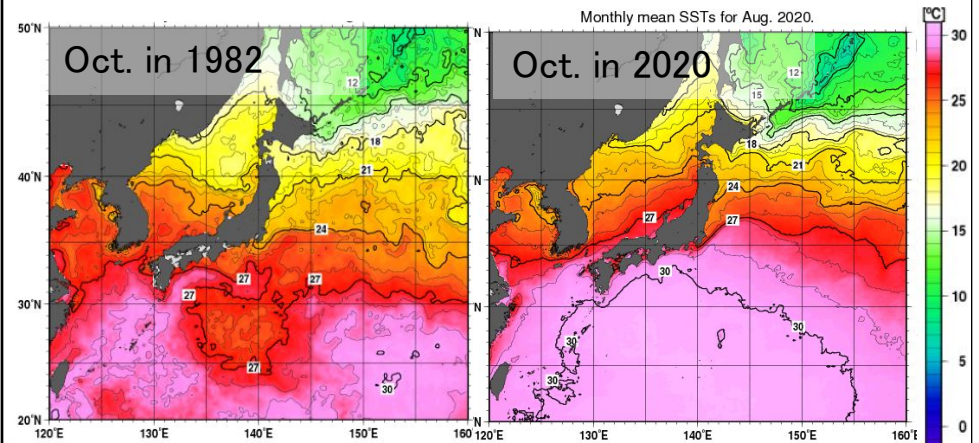 Monthly mean SSTs for Aug. 2020.
[°C]
Oct. in 1982
Oct. in 2020
50°N
40°N
30°N
20°N
120°E
130°E
140°E
150°E
160°
12
18
21
24
27
27
27
27
30
N
N
N
N
120°E
130°E
140°E
150°E
160°E
12
15
18
21
24
27
27
30
30
30
30
30
25
20
15
10
5
0